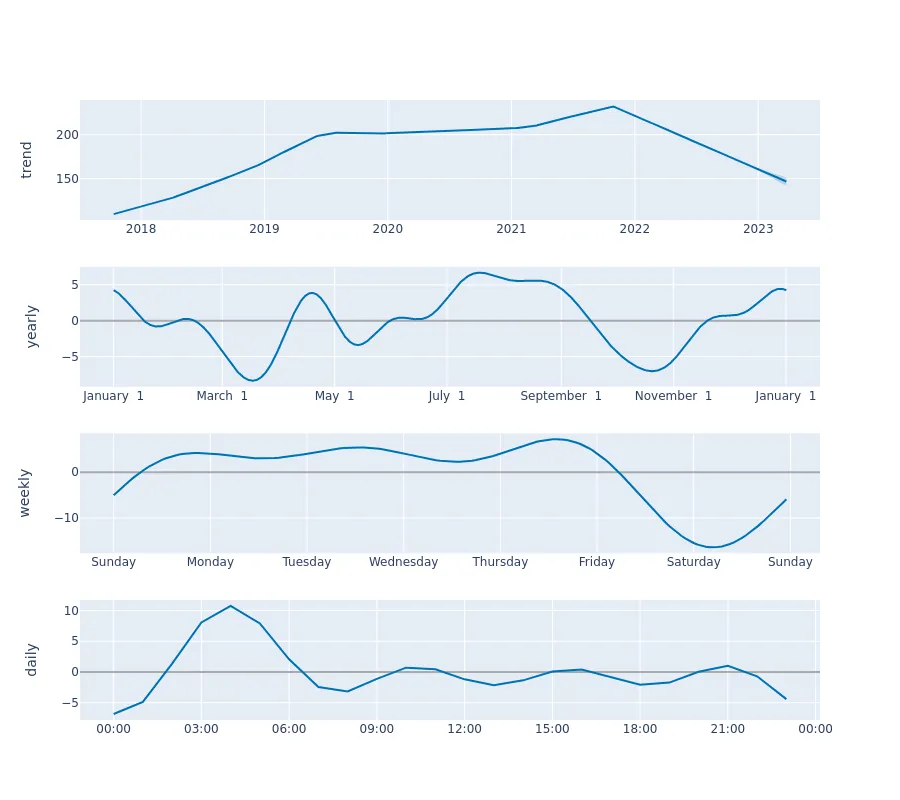 trend
200
150
2018 2019 2020 2021 2022 2023
yearly
5
0
−5
January 1 March 1 May 1 July 1 September 1 November 1 January 1
weekly
0
−10
Sunday Monday Tuesday Wednesday Thursday Friday Saturday Sunday
daily
10
5
0
−5
00:00 03:00 06:00 09:00 12:00 15:00 18:00 21:00 00:00